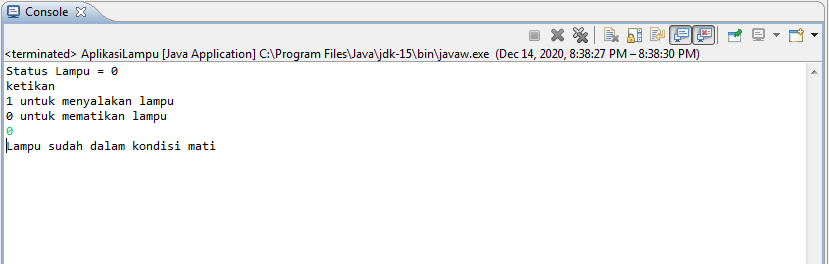 Console
<terminated> AplikasiLampu [Java Application] C:\Program Files\Java\jdk-15\bin\javaw.exe (Dec 14, 2020, 8:38:27 PM – 8:38:30 PM)
Status Lampu = 0
ketikan
1 untuk menyalakan lampu
0 untuk mematikan lampu
0
Lampu sudah dalam kondisi mati